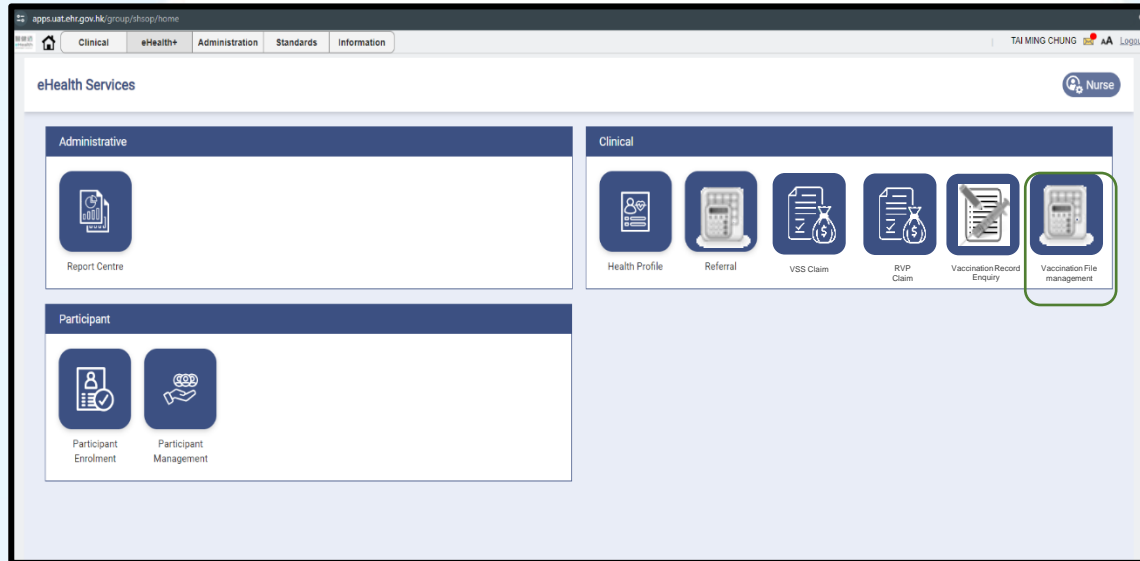 apps.uat.ehr.gov.hk/group/shsop/home
Clinical
eHealth+
Administration
Standards
Information
TAI MING CHUNG
AA
eHealth Services
Nurse
Administrative
Report Centre
Clinical
Health Profile
Referral
VSS Claim
RVP
Claim
Vaccination Record
Enquiry
Vaccination File
management
Participant
Participant
Enrolment
Participant
Management